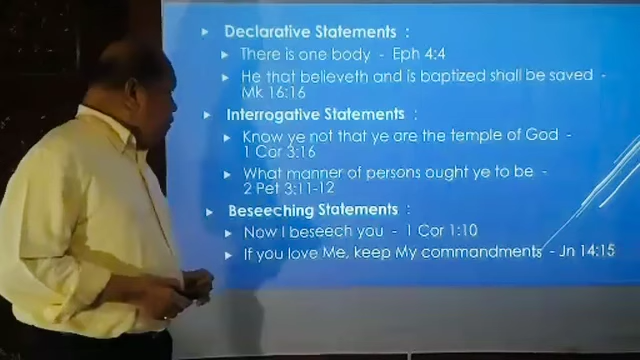 Declarative Statements :
There is one body - Eph 4:4
He that believeth and is baptized shall be saved -
Mk 16:16
Interrogative Statements :
Know ye not that ye are the temple of God -
1 Cor 3:16
What manner of persons ought ye to be -
2 Pet 3:11-12
Beseeching Statements :
Now I beseech you - 1 Cor 1:10
If you love Me, keep My commandments - Jn 14:15